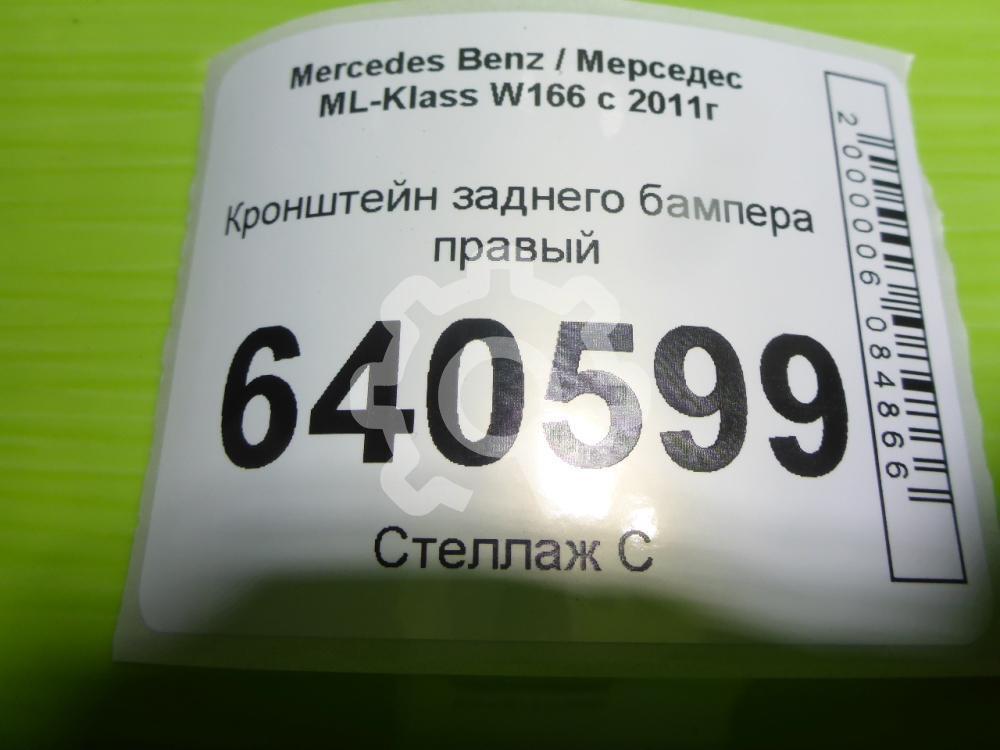 Mercedes Benz / Мерседес
ML-Klass W166 с 2011г
Кронштейн заднего бампера
правый
640599
Стеллаж С
2000006084866